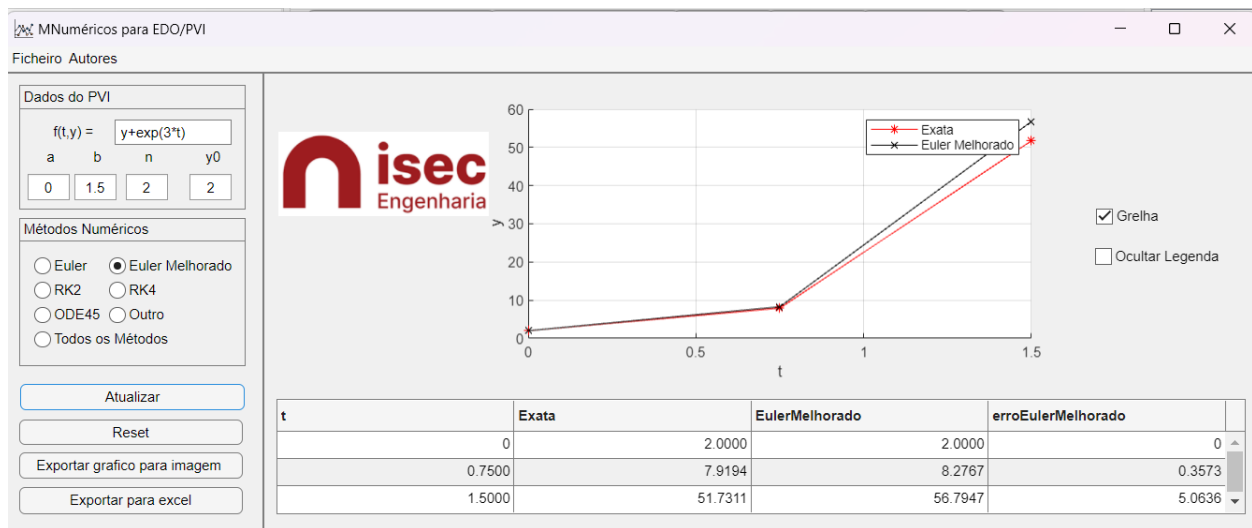 MNuméricos para EDO/PVI
Ficheiro Autores
Dados do PVI
f(t,y) = y+exp(3*t)
a b n y0
0 1.5 2 2
Métodos Numéricos
Euler Euler Melhorado
RK2 RK4
ODE45 Outro
Todos os Métodos
Atualizar
Reset
Exportar grafico para imagem
Exportar para excel
isec
Engenharia
60
50
40
30
20
10
0
y
0 0.5 1 1.5
t
Exata
Euler Melhorado
Grelha
Ocultar Legenda
t Exata EulerMelhorado erroEulerMelhorado
0 2.0000 2.0000 0
0.7500 7.9194 8.2767 0.3573
1.5000 51.7311 56.7947 5.0636